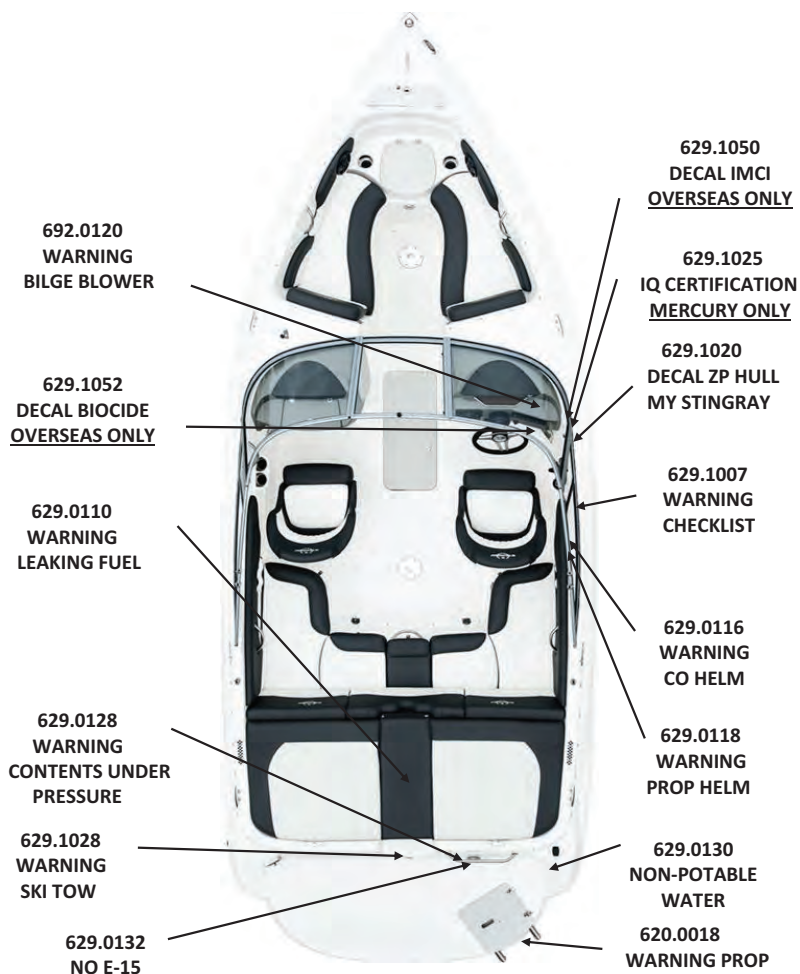 692.0120
WARNING
BILGE BLOWER
629.1052
DECAL BIOCIDE
OVERSEAS ONLY
629.0110
WARNING
LEAKING FUEL
629.0128
WARNING
CONTENTS UNDER
PRESSURE
629.1028
WARNING
SKI TOW
629.0132
NO E-15
629.1050
DECAL IMCI
OVERSEAS ONLY
629.1025
IQ CERTIFICATION
MERCURY ONLY
629.1020
DECAL ZP HULL
MY STINGRAY
629.1007
WARNING
CHECKLIST
629.0116
WARNING
CO HELM
629.0118
WARNING
PROP HELM
629.0130
NON-POTABLE
WATER
620.0018
WARNING PROP